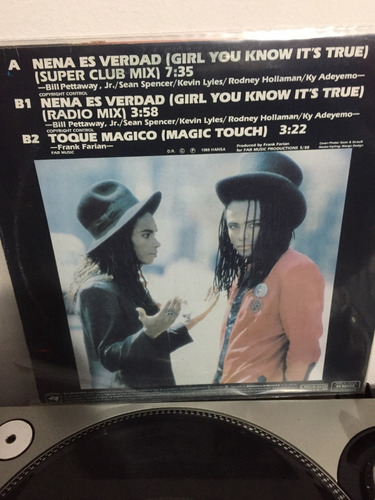 A NENA ES VERDAD (GIRL YOU KNOW IT'S TRUE)
(SUPER CLUB MIX) 7:35
—Bill Pettaway, Jr./Sean Spencer/Kevin Lyles/Rodney Hollaman/Ky Adeyemo—
COPYRIGHT CONTROL
B1 NENA ES VERDAD (GIRL YOU KNOW IT'S TRUE)
(RADIO MIX) 3:58
—Bill Pettaway, Jr./Sean Spencer/Kevin Lyles/Rodney Hollaman/Ky Adeyemo—
COPYRIGHT CONTROL
B2 TOQUE MAGICO (MAGIC TOUCH) 3:22
—Frank Farian—
FAR MUSIC
Ⓟ 1988 HANSA
Produced by Frank Farian
for FAR MUSIC PRODUCTIONS 5/88